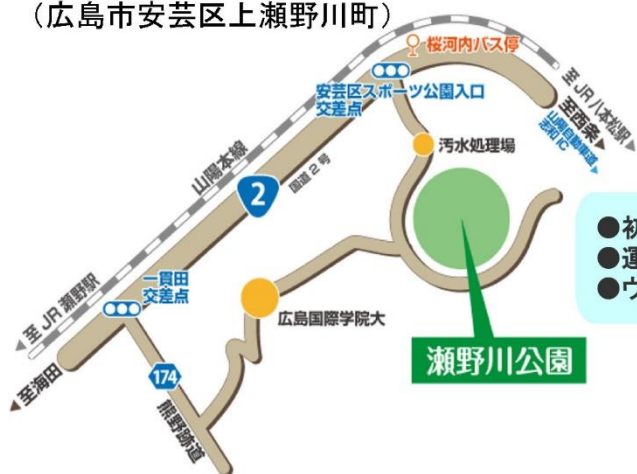 （広島市安芸区上瀬野川町）
桜河内バス停
安芸区スポーツ公園入口
交差点
至JR八本松駅
至西条
山陽自動車道
志和IC
汚水処理場
山陽本線
国道2号
2
●初
●運
●ウ
一貫田
交差点
至JR瀬野駅
広島国際学院大
瀬野川公園
174
至海田
熊野跡道